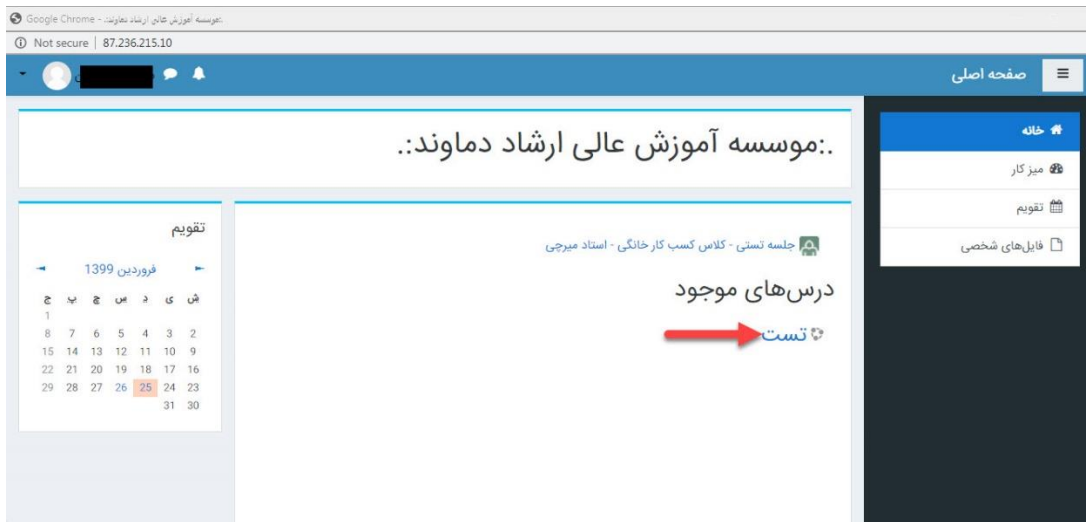 .:موسسه آموزش عالی ارشاد دماوند:. - Google Chrome
Not secure | 87.236.215.10
صفحه اصلی
خانه
میز کار
تقویم
فایل‌های شخصی
.:موسسه آموزش عالی ارشاد دماوند:.
جلسه تستی - کلاس کسب کار خانگی - استاد میرچی
درس‌های موجود
تست
تقویم
فروردین 1399
ش ی د س چ پ ج
1
2 3 4 5 6 7 8
9 10 11 12 13 14 15
16 17 18 19 20 21 22
23 24 25 26 27 28 29
30 31